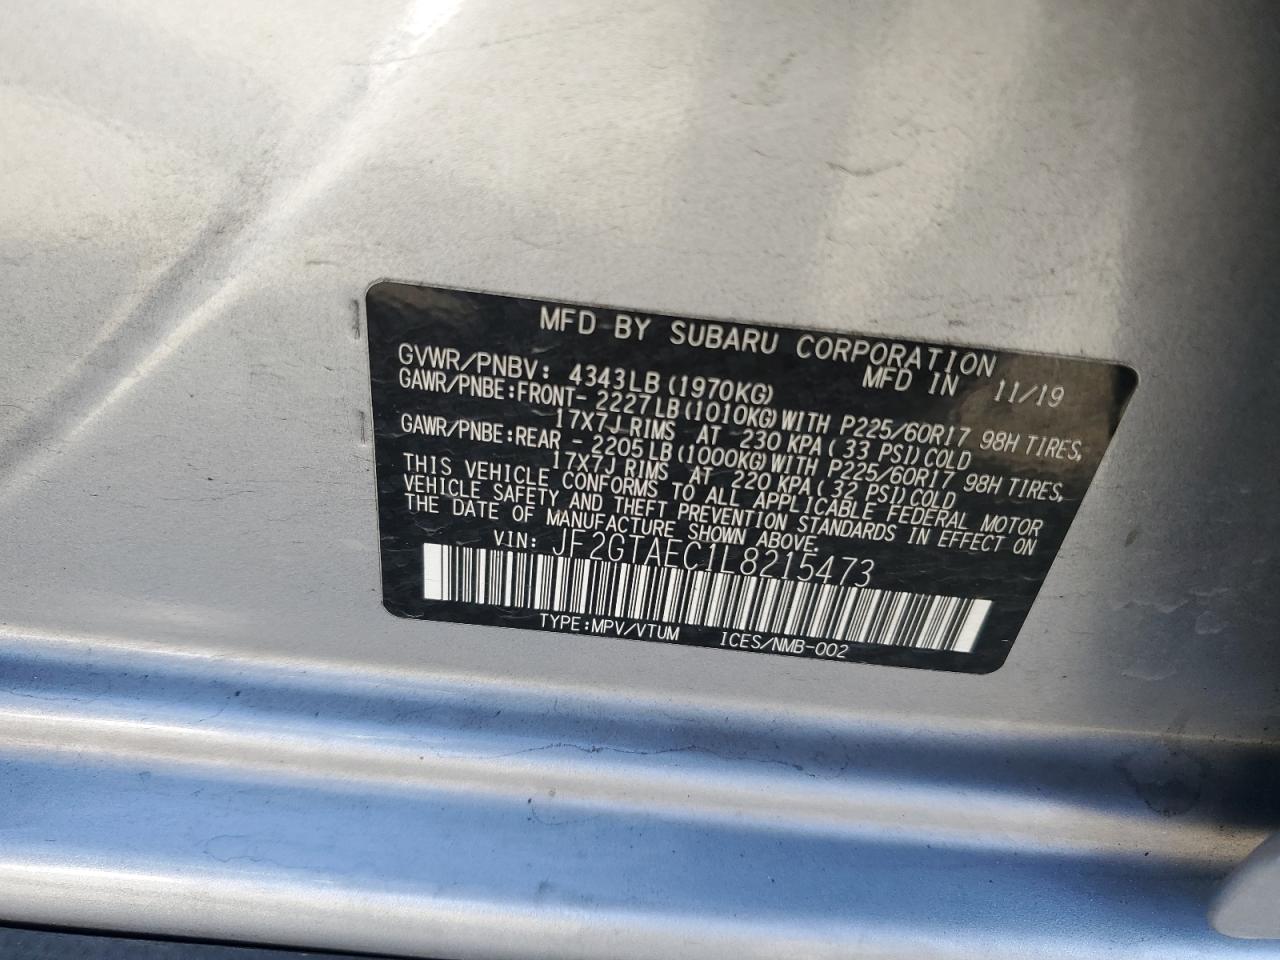 MFD BY SUBARU CORPORATION
MFD IN 11/19
GVWR/PNBV: 4343LB(1970KG)
GAWR/PNBE:FRONT- 2227LB(1010KG)WITH P225/60R17 98H TIRES,
17X7J RIMS AT 230 KPA(33 PSI)COLD
GAWR/PNBE:REAR - 2205LB(1000KG)WITH P225/60R17 98H TIRES,
17X7J RIMS AT 220 KPA(32 PSI)COLD
THIS VEHICLE CONFORMS TO ALL APPLICABLE FEDERAL MOTOR
VEHICLE SAFETY AND THEFT PREVENTION STANDARDS IN EFFECT ON
THE DATE OF MANUFACTURE SHOWN ABOVE.
VIN: JF2GTAEC1L8215473
TYPE:MPV/VTUM ICES/NMB-002